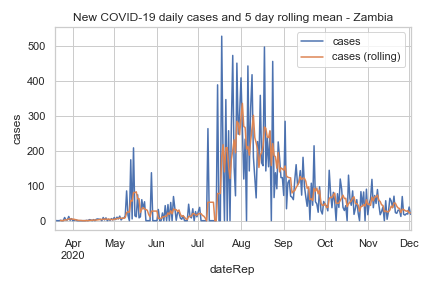 New COVID-19 daily cases and 5 day rolling mean - Zambia
cases
cases (rolling)
500
400
300
200
100
0
cases
Apr May Jun Jul Aug Sep Oct Nov Dec
2020
dateRep